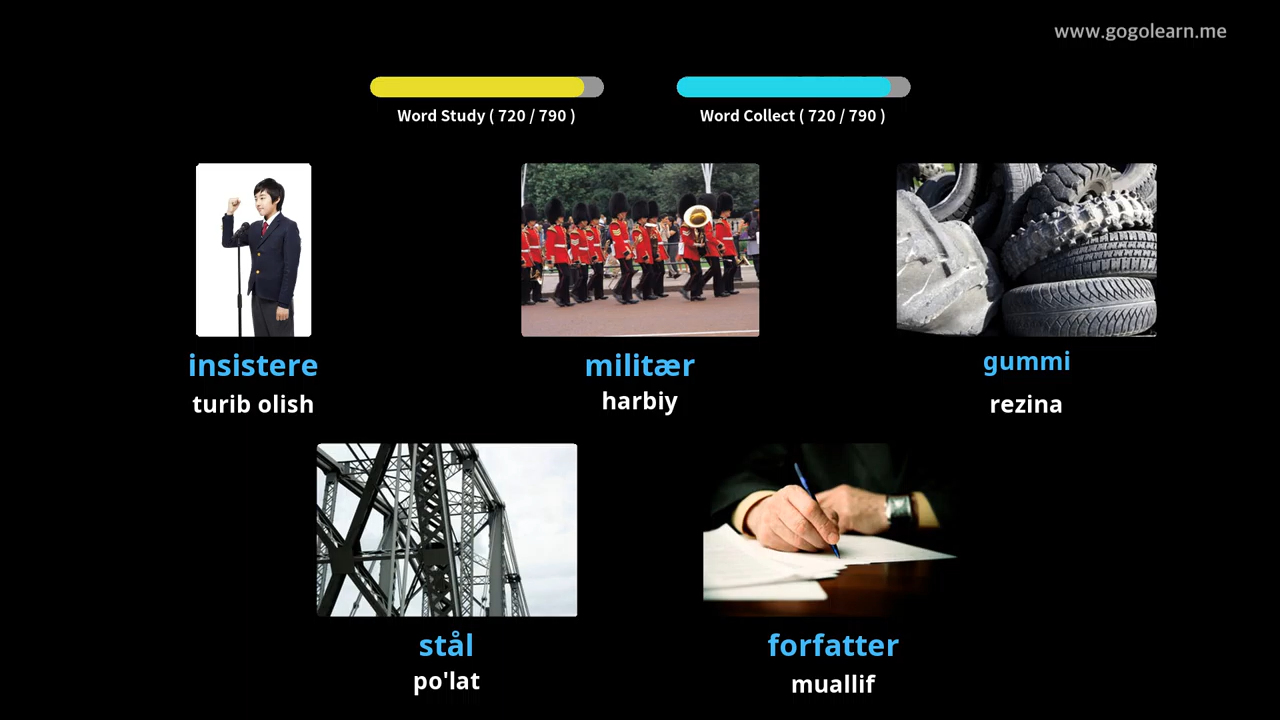 www.gogolearn.me
Word Study ( 720 / 790 )
Word Collect ( 720 / 790 )
insistere
turib olish
militær
harbiy
gummi
rezina
stål
po'lat
forfatter
muallif